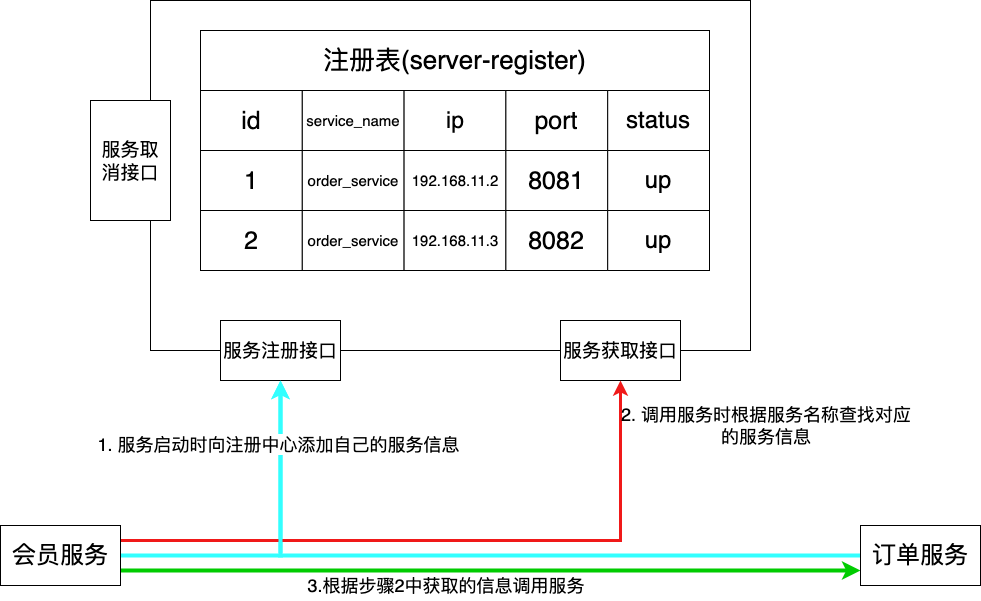 注册表(server-register)
id service_name ip port status
1 order_service 192.168.11.2 8081 up
2 order_service 192.168.11.3 8082 up
服务取
消接口
服务注册接口
服务获取接口
1. 服务启动时向注册中心添加自己的服务信息
2. 调用服务时根据服务名称查找对应
的服务信息
会员服务
订单服务
3.根据步骤2中获取的信息调用服务